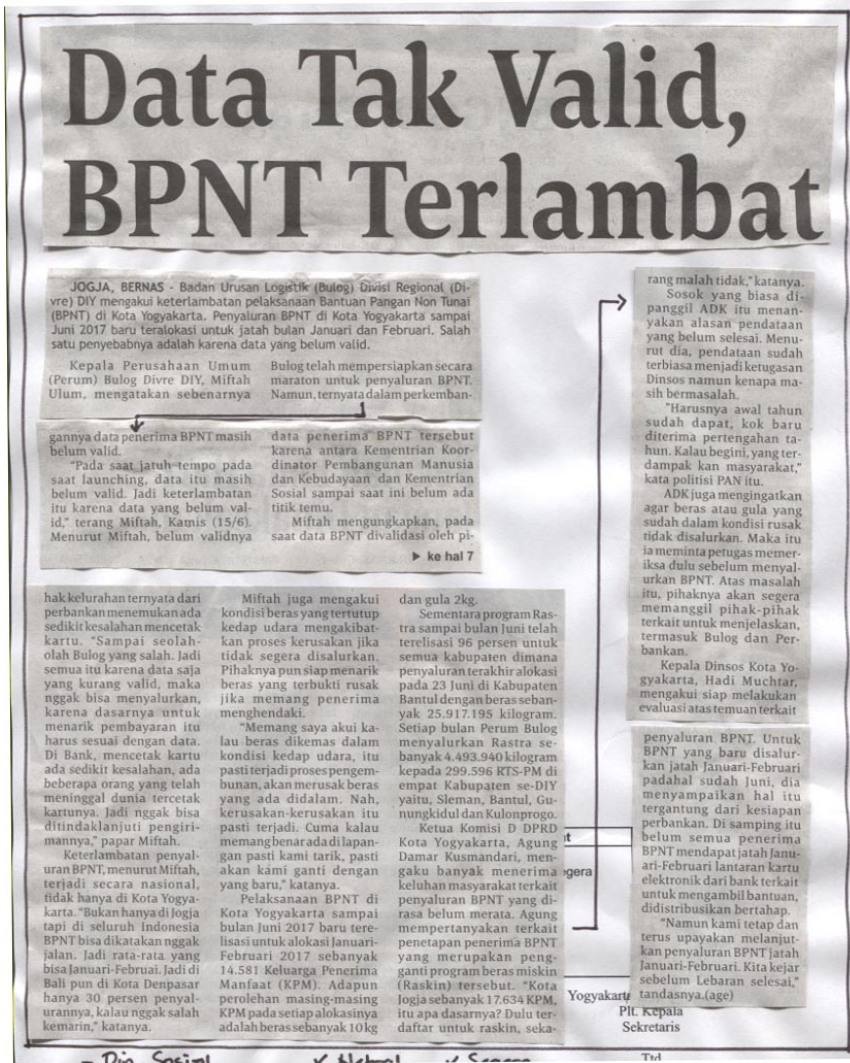 Data Tak Valid,
BPNT Terlambat
JOGJA, BERNAS - Badan Urusan Logistik (Bulog) Divisi Regional (Di-
vre) DIY mengakui keterlambatan pelaksanaan Bantuan Pangan Non Tunai
(BPNT) di Kota Yogyakarta. Penyaluran BPNT di Kota Yogyakarta sampai
Juni 2017 baru teralokasi untuk jatah bulan Januari dan Februari. Salah
satu penyebabnya adalah karena data yang belum valid.
Kepala Perusahaan Umum
(Perum) Bulog Divre DIY, Miftah
Ulum, mengatakan sebenarnya
Bulog telah mempersiapkan secara
maraton untuk penyaluran BPNT.
Namun, ternyata dalam perkemban-
gannya data penerima BPNT masih
belum valid.
"Pada saat jatuh tempo pada
saat launching, data itu masih
belum valid. Jadi keterlambatan
itu karena data yang belum val-
id," terang Miftah, Kamis (15/6).
Menurut Miftah, belum validnya
data penerima BPNT tersebut
karena antara Kementrian Koor-
dinator Pembangunan Manusia
dan Kebudayaan dan Kementrian
Sosial sampai saat ini belum ada
titik temu.
Miftah mengungkapkan, pada
saat data BPNT divalidasi oleh pi-
▶ ke hal 7
hak kelurahan ternyata dari
perbankan menemukan ada
sedikit kesalahan mencetak
kartu. "Sampai seolah-
olah Bulog yang salah. Jadi
semua itu karena data saja
yang kurang valid, maka
nggak bisa menyalurkan,
karena dasarnya untuk
menarik pembayaran itu
harus sesuai dengan data.
Di Bank, mencetak kartu
ada sedikit kesalahan, ada
beberapa orang yang telah
meninggal dunia tercetak
kartunya. Jadi nggak bisa
ditindaklanjuti pengiri-
mannya," papar Miftah.
Keterlambatan penyal-
uran BPNT, menurut Miftah,
terjadi secara nasional,
tidak hanya di Kota Yogya-
karta. "Bukan hanya di Jogja
tapi di seluruh Indonesia
BPNT bisa dikatakan nggak
jalan. Jadi rata-rata yang
bisa Januari-Februai. Jadi di
Bali pun di Kota Denpasar
hanya 30 persen penyal-
urannya, kalau nggak salah
kemarin," katanya.
Miftah juga mengakui
kondisi beras yang tertutup
kedap udara mengakibat-
kan proses kerusakan jika
tidak segera disalurkan.
Pihaknya pun siap menarik
beras yang terbukti rusak
jika memang penerima
menghendaki.
"Memang saya akui ka-
lau beras dikemas dalam
kondisi kedap udara, itu
pasti terjadi proses pengem-
bunan, akan merusak beras
yang ada didalam. Nah,
kerusakan-kerusakan itu
pasti terjadi. Cuma kalau
memang benar ada di lapan-
gan pasti kami tarik, pasti
akan kami ganti dengan
yang baru," katanya.
Pelaksanaan BPNT di
Kota Yogyakarta sampai
bulan Juni 2017 baru tere-
lisasi untuk alokasi Januari-
Februari 2017 sebanyak
14.581 Keluarga Penerima
Manfaat (KPM). Adapun
perolehan masing-masing
KPM pada setiap alokasinya
adalah beras sebanyak 10kg
dan gula 2kg.
Sementara program Ras-
tra sampai bulan Juni telah
terelisasi 96 persen untuk
semua kabupaten dimana
penyaluran terakhir alokasi
pada 23 Juni di Kabupaten
Bantul dengan beras seban-
yak 25.917.195 kilogram.
Setiap bulan Perum Bulog
menyalurkan Rastra se-
banyak 4.493.940 kilogram
kepada 299.596 RTS-PM di
empat Kabupaten se-DIY
yaitu, Sleman, Bantul, Gu-
nungkidul dan Kulonprogo.
Ketua Komisi D DPRD
Kota Yogyakarta, Agung
Damar Kusmandari, men-
gaku banyak menerima
keluhan masyarakat terkait
penyaluran BPNT yang di-
rasa belum merata. Agung
mempertanyakan terkait
penetapan penerima BPNT
yang merupakan peng-
ganti program beras miskin
(Raskin) tersebut. "Kota
Jogja sebanyak 17.634 KPM,
itu apa dasarnya? Dulu ter-
daftar untuk raskin, seka-
rang malah tidak," katanya.
Sosok yang biasa di-
panggil ADK itu menan-
yakan alasan pendataan
yang belum selesai. Menu-
rut dia, pendataan sudah
terbiasa menjadi ketugasan
Dinsos namun kenapa ma-
sih bermasalah.
"Harusnya awal tahun
sudah dapat, kok baru
diterima pertengahan ta-
hun. Kalau begini, yang ter-
dampak kan masyarakat,"
kata politisi PAN itu.
ADK juga mengingatkan
agar beras atau gula yang
sudah dalam kondisi rusak
tidak disalurkan. Maka itu
ia meminta petugas memer-
iksa dulu sebelum menyal-
urkan BPNT. Atas masalah
itu, pihaknya akan segera
memanggil pihak-pihak
terkait untuk menjelaskan,
termasuk Bulog dan Per-
bankan.
Kepala Dinsos Kota Yo-
gyakarta, Hadi Muchtar,
mengakui siap melakukan
evaluasi atas temuan terkait
penyaluran BPNT. Untuk
BPNT yang baru disalur-
kan jatah Januari-Februari
padahal sudah Juni, dia
menyampaikan hal itu
tergantung dari kesiapan
perbankan. Di samping itu
belum semua penerima
BPNT mendapat jatah Janu-
ari-Februari lantaran kartu
elektronik dari bank terkait
untuk mengambil bantuan,
didistribusikan bertahap.
"Namun kami tetap dan
terus upayakan melanjut-
kan penyaluran BPNT jatah
Januari-Februari. Kita kejar
sebelum Lebaran selesai,"
tandasnya.(age)
Yogyakarta
Plt. Kepala
Sekretaris
Ttd